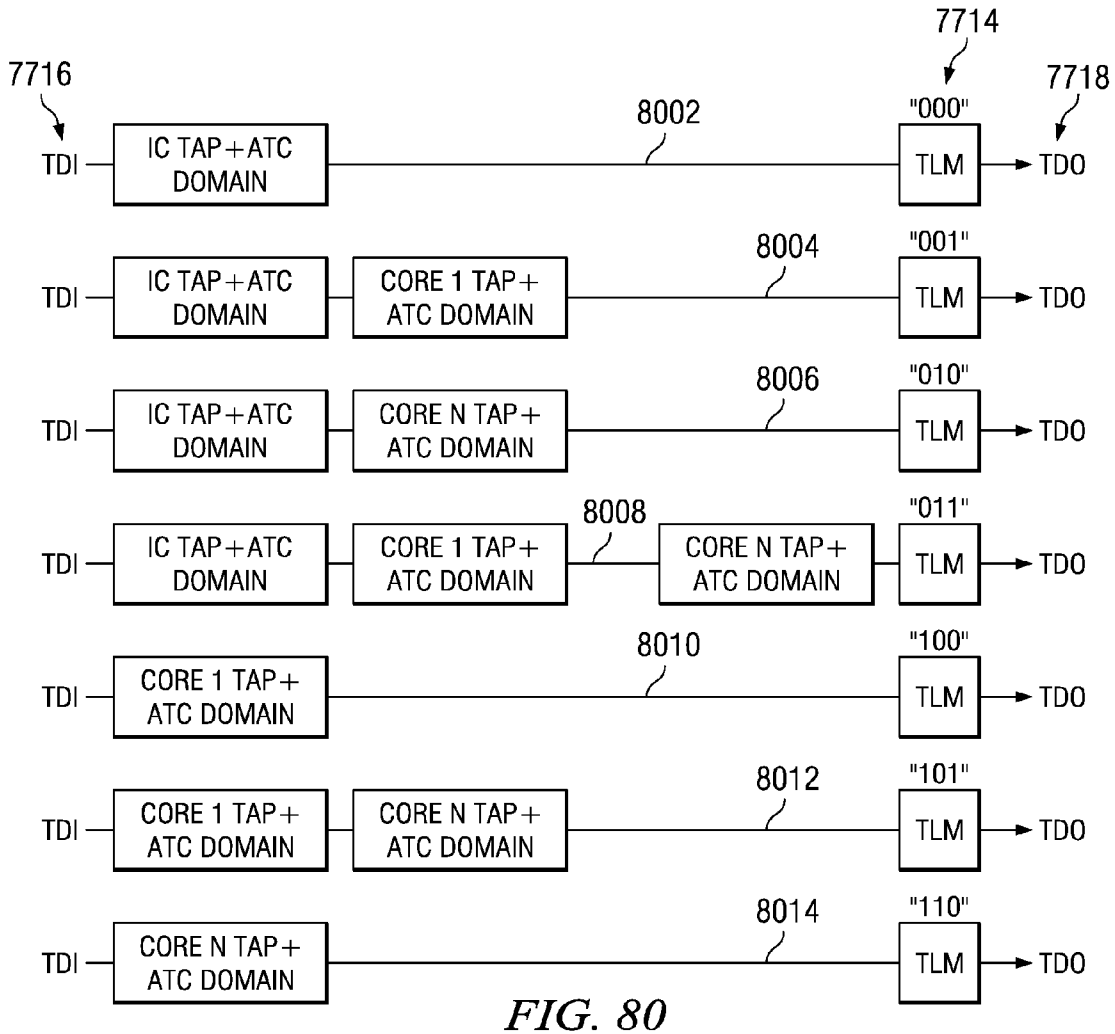 7714
7716
7718
8002
"000"
TDI
IC TAP+ATC
DOMAIN
TLM
TDO
8004
"001"
TDI
IC TAP+ATC
DOMAIN
CORE 1 TAP+
ATC DOMAIN
TLM
TDO
8006
"010"
TDI
IC TAP+ATC
DOMAIN
CORE N TAP+
ATC DOMAIN
TLM
TDO
8008
"011"
TDI
IC TAP+ATC
DOMAIN
CORE 1 TAP+
ATC DOMAIN
CORE N TAP+
ATC DOMAIN
TLM
TDO
8010
"100"
TDI
CORE 1 TAP+
ATC DOMAIN
TLM
TDO
8012
"101"
TDI
CORE 1 TAP+
ATC DOMAIN
CORE N TAP+
ATC DOMAIN
TLM
TDO
8014
"110"
TDI
CORE N TAP+
ATC DOMAIN
TLM
TDO
FIG. 80